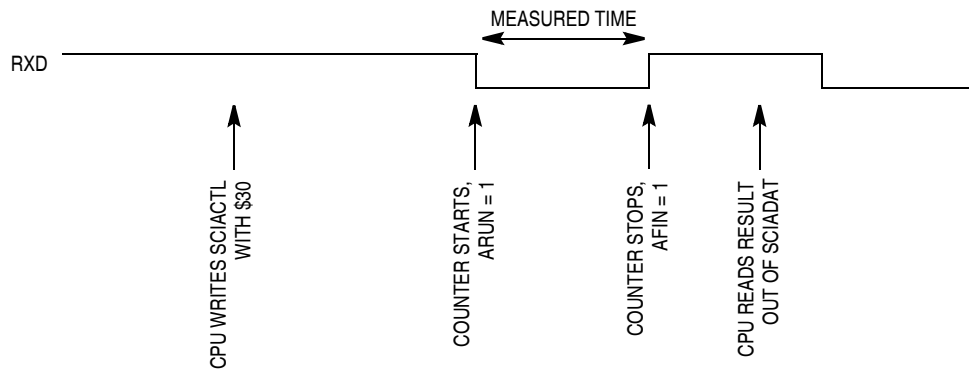 MEASURED TIME
RXD
CPU WRITES SCIACTL
WITH $30
COUNTER STARTS,
ARUN = 1
COUNTER STOPS,
AFIN = 1
CPU READS RESULT
OUT OF SCIADAT